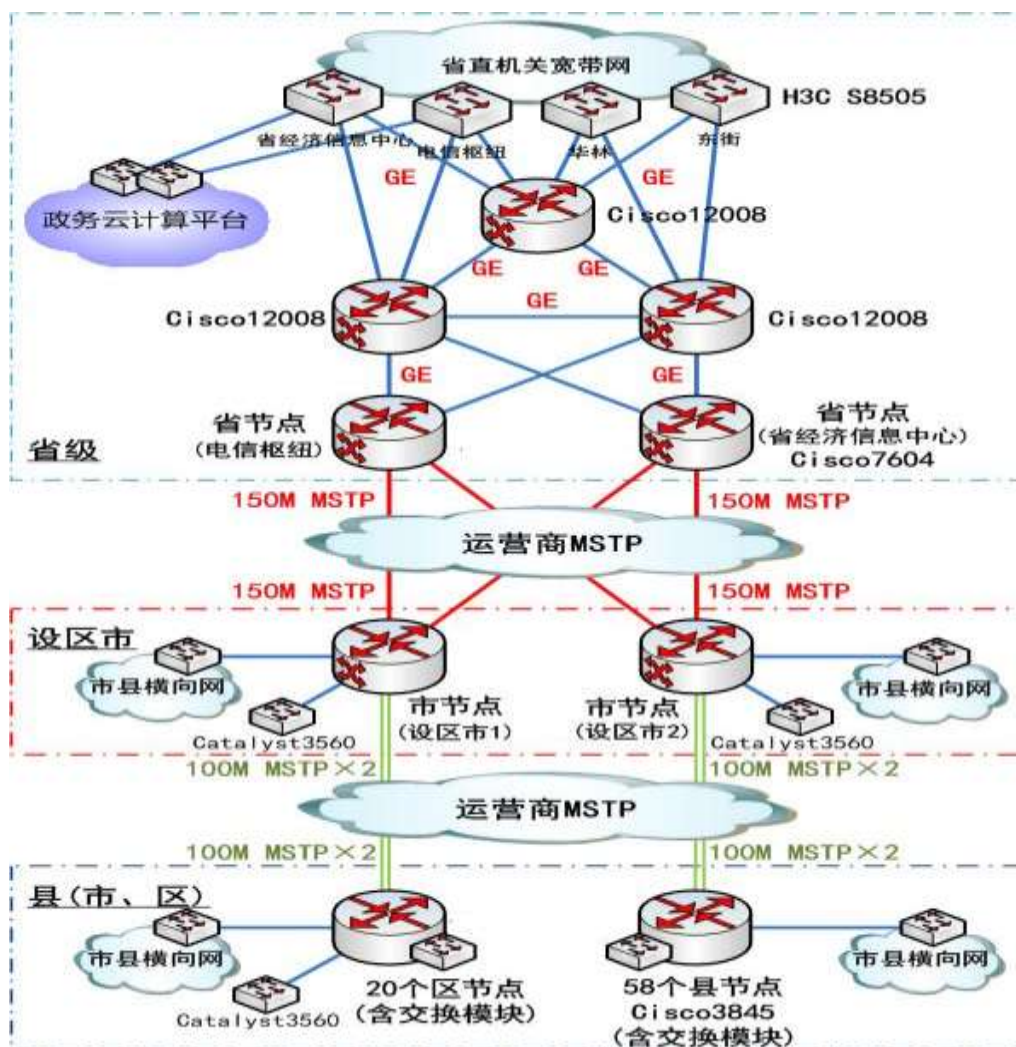 省直机关宽带网
H3C S8505
省经济信息中心
电信枢纽
华林
东街
GE
GE
政务云计算平台
Cisco12008
GE
GE
GE
Cisco12008
Cisco12008
GE
GE
省节点
(电信枢纽)
省节点
(省经济信息中心)
Cisco7604
省级
150M MSTP
150M MSTP
运营商MSTP
150M MSTP
150M MSTP
设区市
市县横向网
市县横向网
市节点
(设区市1)
市节点
(设区市2)
Catalyst3560
Catalyst3560
100M MSTP×2
100M MSTP×2
运营商MSTP
100M MSTP×2
100M MSTP×2
县(市、区)
市县横向网
市县横向网
20个区节点
(含交换模块)
58个县节点
Cisco3845
(含交换模块)
Catalyst3560